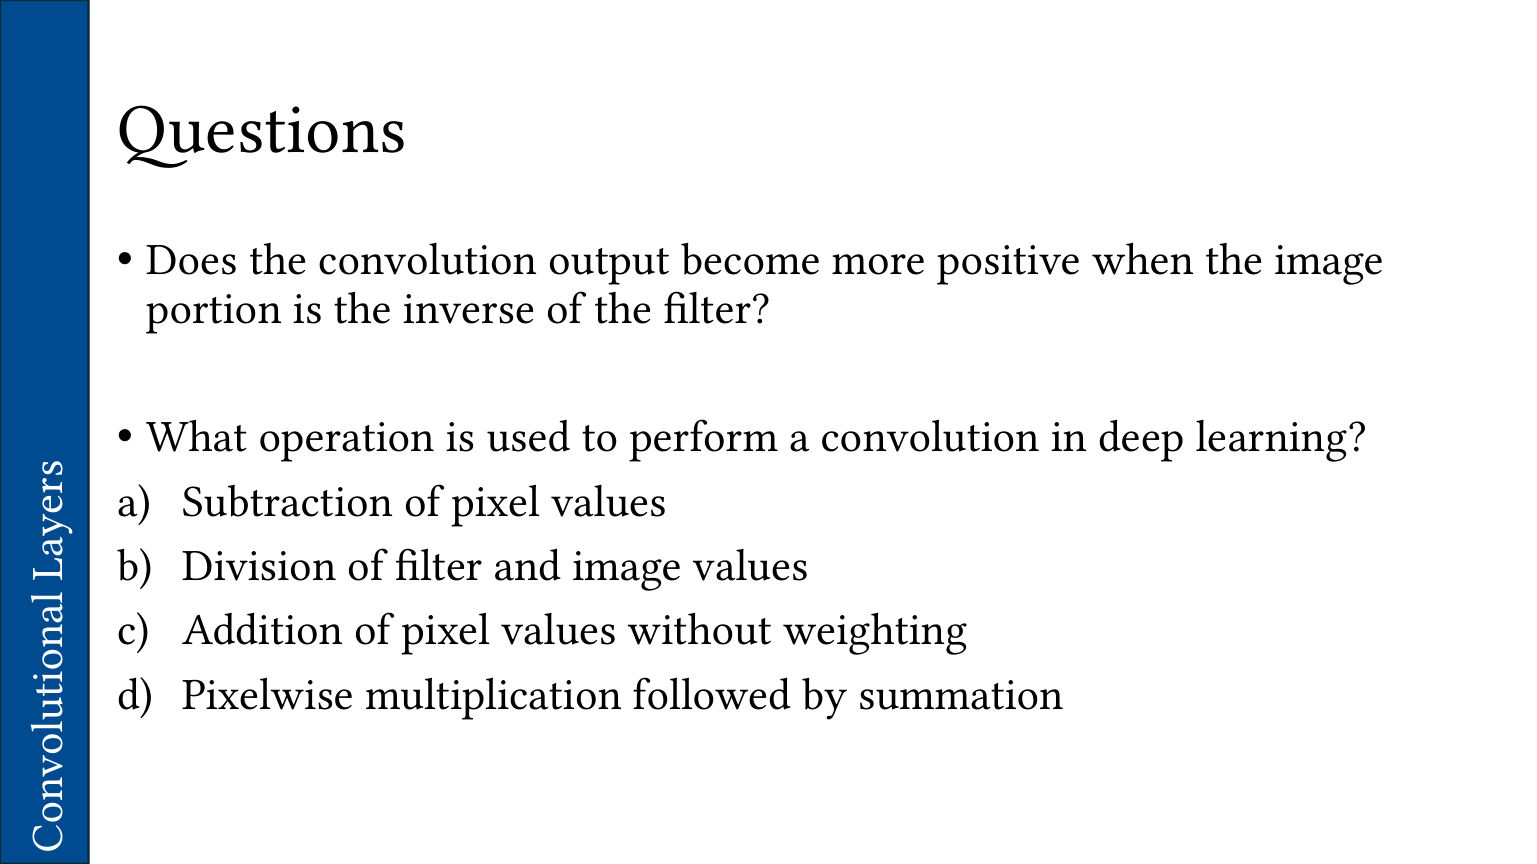 Convolutional Layers
Questions
• Does the convolution output become more positive when the image
portion is the inverse of the filter?
• What operation is used to perform a convolution in deep learning?
a) Subtraction of pixel values
b) Division of filter and image values
c) Addition of pixel values without weighting
d) Pixelwise multiplication followed by summation